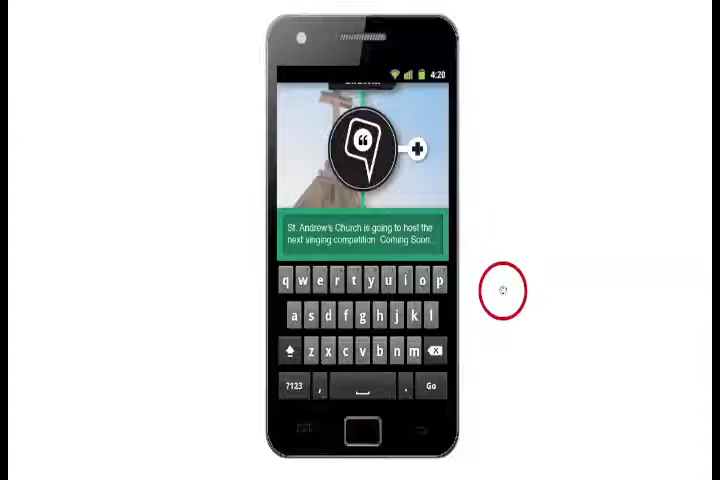 4:20
St. Andrew's Church is going to host the
next singing competition Coming Soon...
q w e r t y u i o p
a s d f g h j k l
z x c v b n m
?123 , . Go